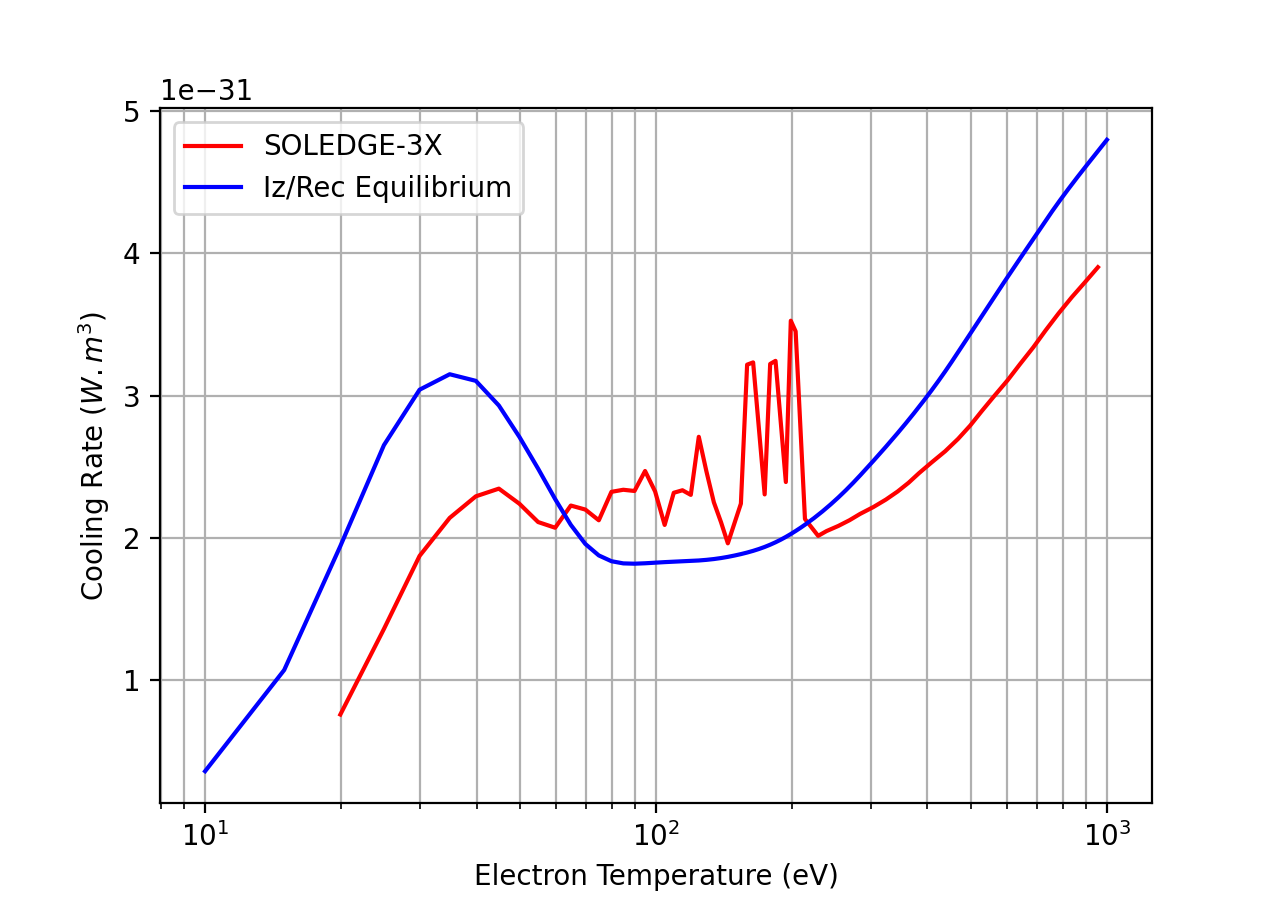 1e−31
5
4
3
2
1
Cooling Rate (W.m³)
SOLEDGE-3X
Iz/Rec Equilibrium
10¹
10²
10³
Electron Temperature (eV)